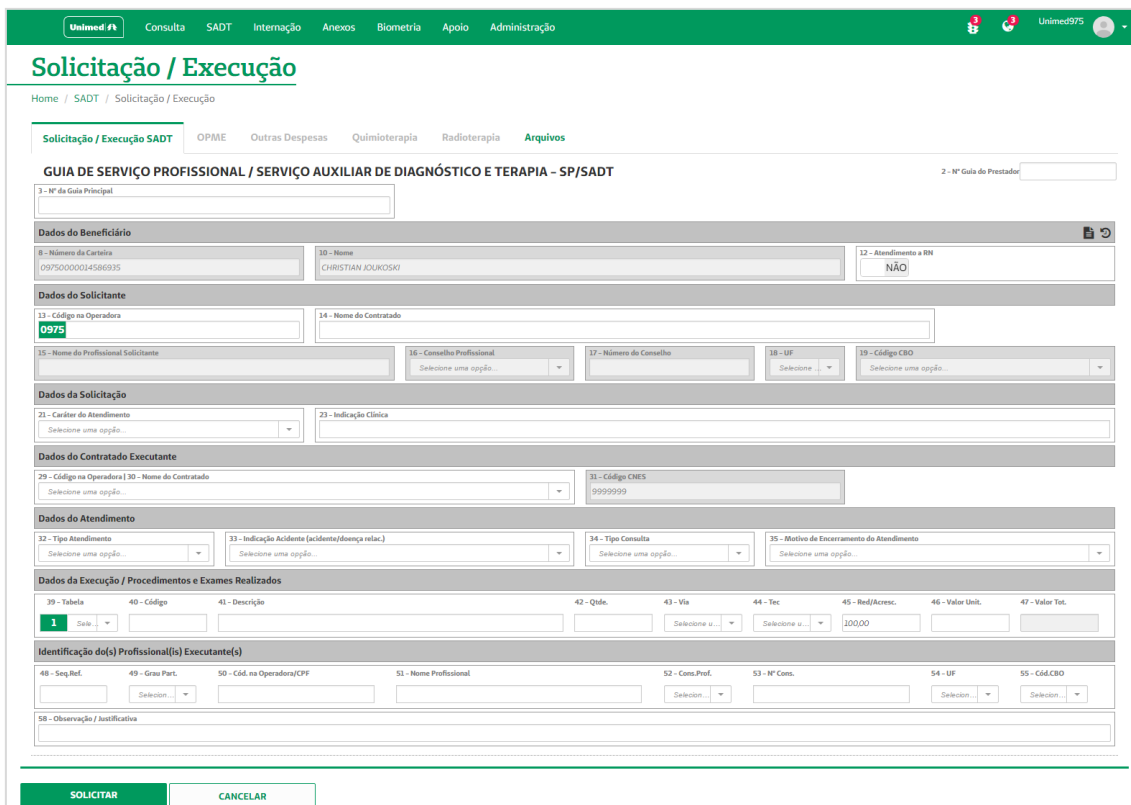 Unimed Consulta SADT Internação Anexos Biometria Apoio Administração 3 3 Unimed975
Solicitação / Execução
Home / SADT / Solicitação / Execução
Solicitação / Execução SADT OPME Outras Despesas Quimioterapia Radioterapia Arquivos
GUIA DE SERVIÇO PROFISSIONAL / SERVIÇO AUXILIAR DE DIAGNÓSTICO E TERAPIA - SP/SADT 2 - Nº Guia do Prestador
3 - Nº da Guia Principal
Dados do Beneficiário
8 - Número da Carteira 10 - Nome 12 - Atendimento a RN
09750000014586935 CHRISTIAN JOUKOSKI NÃO
Dados do Solicitante
13 - Código na Operadora 14 - Nome do Contratado
0975
15 - Nome do Profissional Solicitante 16 - Conselho Profissional 17 - Número do Conselho 18 - UF 19 - Código CBO
Selecione uma opção... Selecione ... Selecione uma opção...
Dados da Solicitação
21 - Caráter do Atendimento 23 - Indicação Clínica
Selecione uma opção...
Dados do Contratado Executante
29 - Código na Operadora | 30 - Nome do Contratado 31 - Código CNES
Selecione uma opção... 9999999
Dados do Atendimento
32 - Tipo Atendimento 33 - Indicação Acidente (acidente/doença relac.) 34 - Tipo Consulta 35 - Motivo de Encerramento do Atendimento
Selecione uma opção... Selecione uma opção... Selecione uma opção... Selecione uma opção...
Dados da Execução / Procedimentos e Exames Realizados
39 - Tabela 40 - Código 41 - Descrição 42 - Qtde. 43 - Via 44 - Tec 45 - Red/Acresc. 46 - Valor Unit. 47 - Valor Tot.
1 Sele... Selecione u... Selecione u... 100,00
Identificação do(s) Profissional(is) Executante(s)
48 - Seq.Ref. 49 - Grau Part. 50 - Cód. na Operadora/CPF 51 - Nome Profissional 52 - Cons.Prof. 53 - Nº Cons. 54 - UF 55 - Cód.CBO
Selecion... Selecion... Selecion... Selecion...
58 - Observação / Justificativa
SOLICITAR CANCELAR